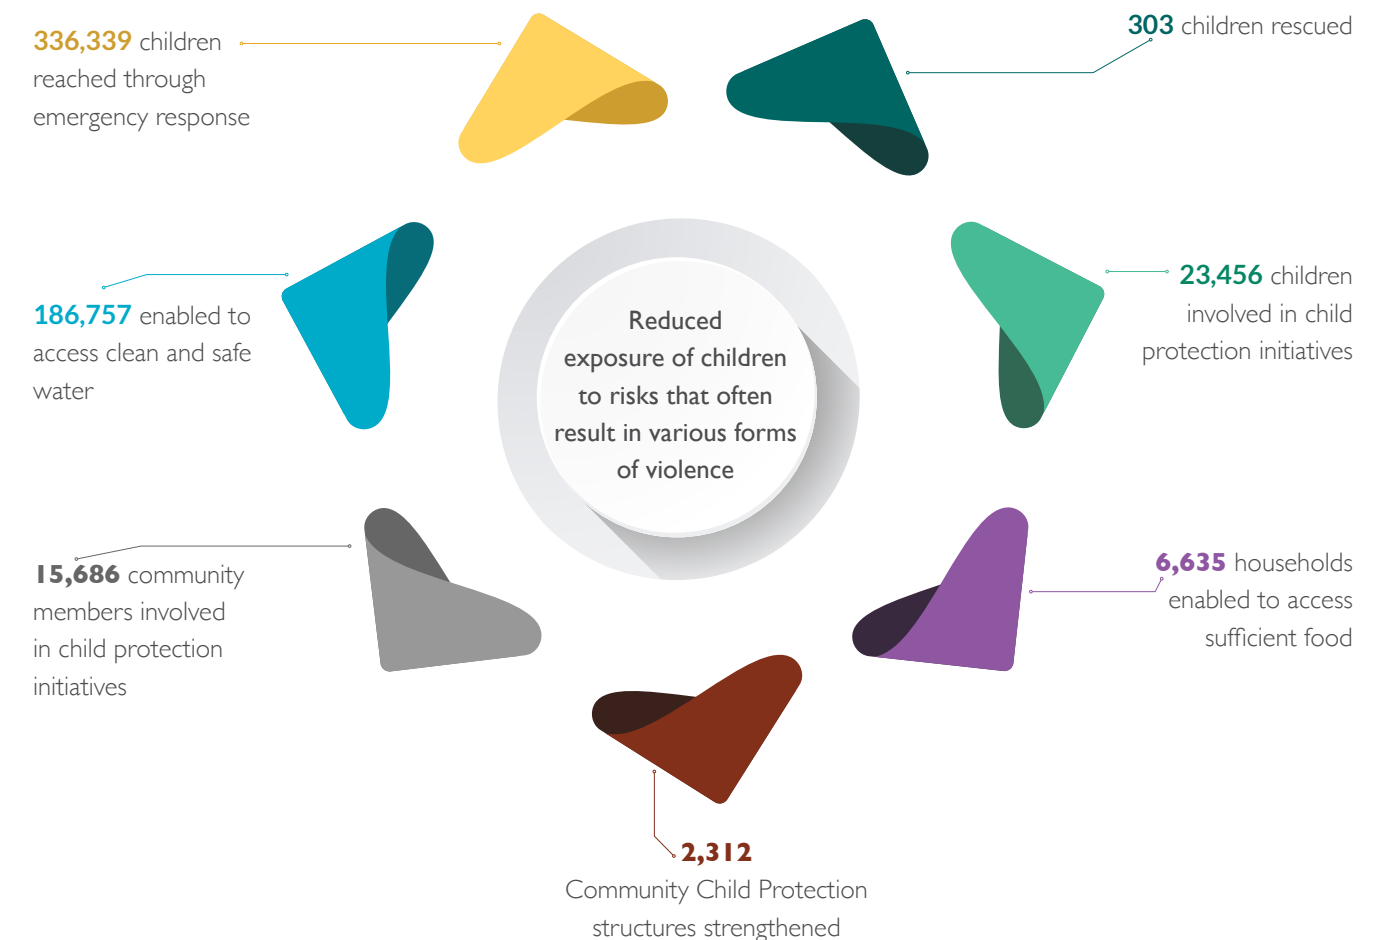 336,339 children
reached through
emergency response
303 children rescued
186,757 enabled to
access clean and safe
water
Reduced
exposure of children
to risks that often
result in various forms
of violence
23,456 children
involved in child
protection initiatives
15,686 community
members involved
in child protection
initiatives
6,635 households
enabled to access
sufficient food
2,312
Community Child Protection
structures strengthened